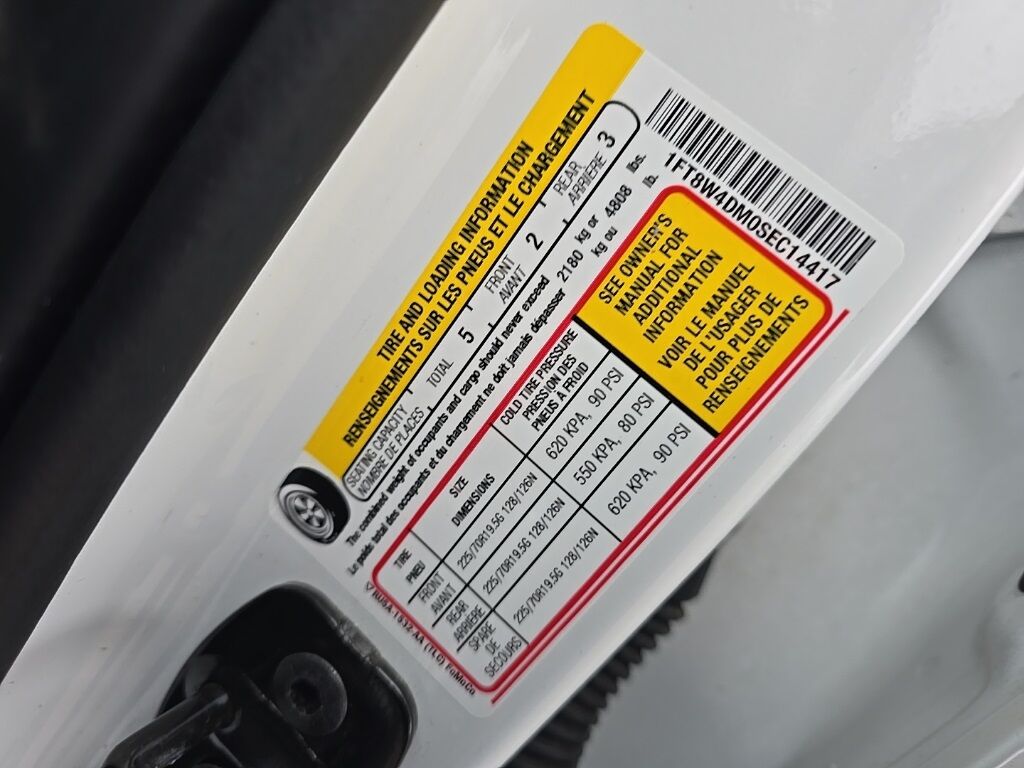 TIRE AND LOADING INFORMATION
RENSEIGNEMENTS SUR LES PNEUS ET LE CHARGEMENT
SEATING CAPACITY
NOMBRE DE PLACES
TOTAL 5
FRONT
AVANT
2
REAR
ARRIÈRE
3
The combined weight of occupants and cargo should never exceed 2180 kg or 4808 lbs.
Le poids total des occupants et du chargement ne doit jamais dépasser 2180 kg ou 4808 lb.
TIRE
PNEU
SIZE
DIMENSIONS
COLD TIRE PRESSURE
PRESSION DES
PNEUS A FROID
FRONT
AVANT
225/70R19.5G 128/126N
620 KPA, 90 PSI
REAR
ARRIÈRE
225/70R19.5G 128/126N
550 KPA, 80 PSI
SPARE
DE
SECOURS
225/70R19.5G 128/126N
620 KPA, 90 PSI
SEE OWNER'S
MANUAL FOR
ADDITIONAL
INFORMATION
VOIR LE MANUEL
DE L'USAGER
POUR PLUS DE
RENSEIGNEMENTS
1FT8W4DM0SEC14417
FoMoCo